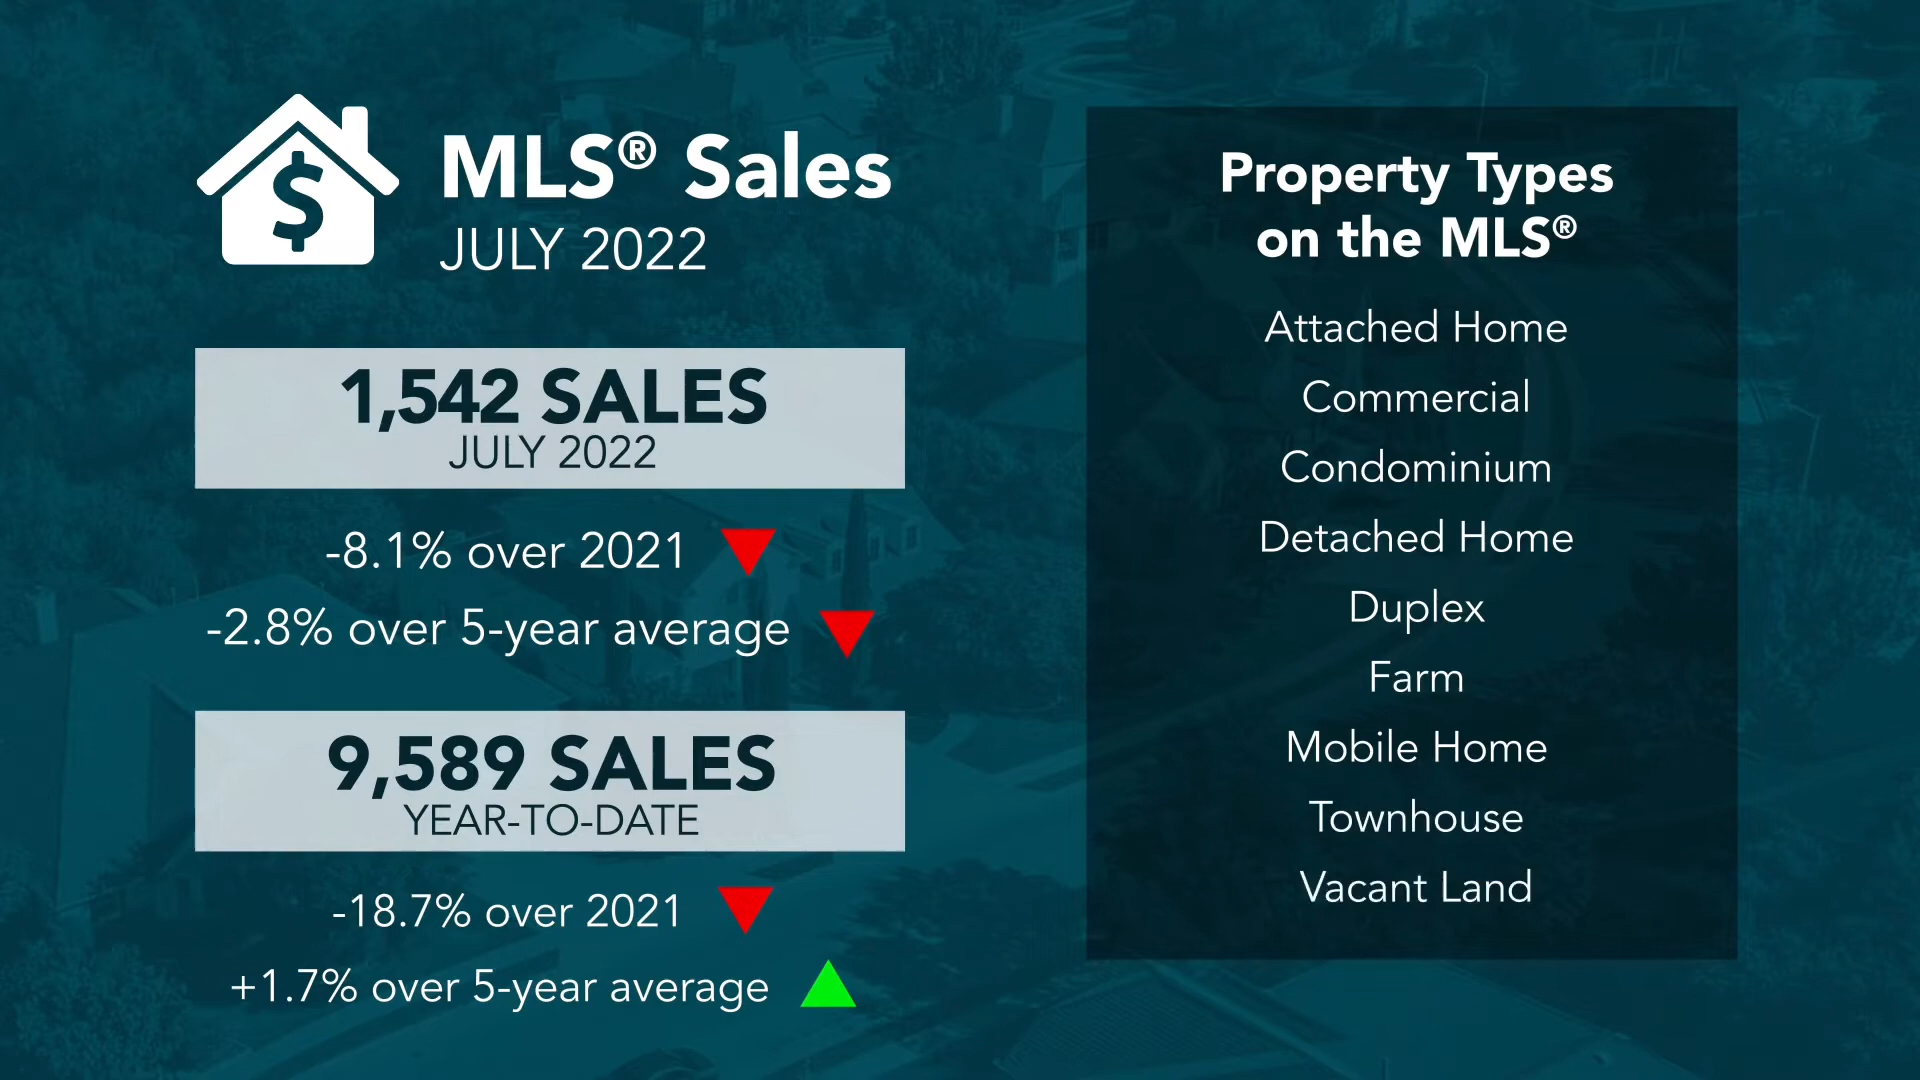 MLS® Sales
JULY 2022
1,542 SALES
JULY 2022
-8.1% over 2021
-2.8% over 5-year average
9,589 SALES
YEAR-TO-DATE
-18.7% over 2021
+1.7% over 5-year average
Property Types
on the MLS®
Attached Home
Commercial
Condominium
Detached Home
Duplex
Farm
Mobile Home
Townhouse
Vacant Land